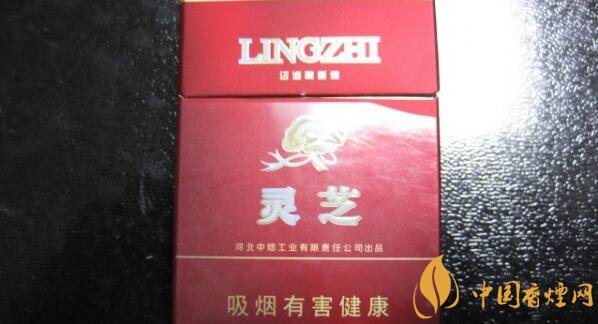 LINGZHI
灵芝
河北中烟工业有限责任公司出品
吸烟有害健康
中国香烟网